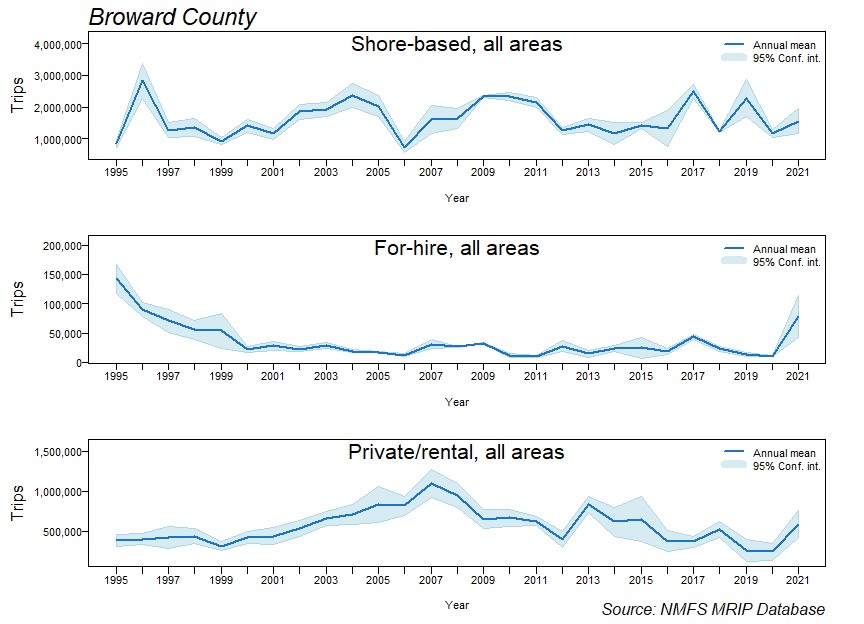 Broward County
Shore-based, all areas
Annual mean
95% Conf. int.
Trips
4,000,000
3,000,000
2,000,000
1,000,000
1995 1997 1999 2001 2003 2005 2007 2009 2011 2013 2015 2017 2019 2021
Year
For-hire, all areas
Annual mean
95% Conf. int.
Trips
200,000
150,000
100,000
50,000
0
1995 1997 1999 2001 2003 2005 2007 2009 2011 2013 2015 2017 2019 2021
Year
Private/rental, all areas
Annual mean
95% Conf. int.
Trips
1,500,000
1,000,000
500,000
1995 1997 1999 2001 2003 2005 2007 2009 2011 2013 2015 2017 2019 2021
Year
Source: NMFS MRIP Database